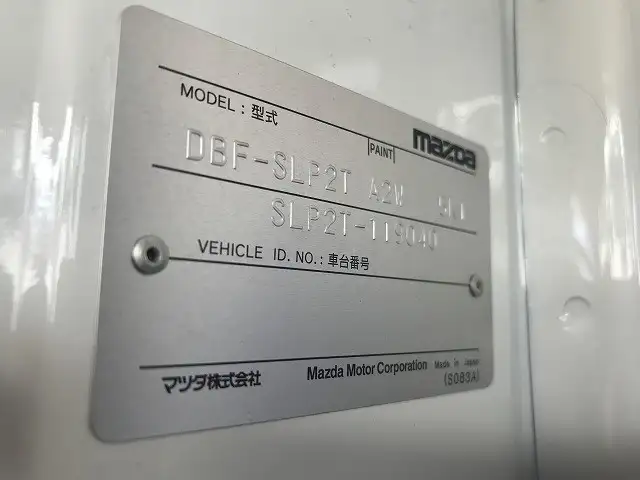 MODEL : 型式
PAINT
mazda
DBF-SLP2T A2W
SLP2T-119040
VEHICLE ID. NO. : 車台番号
マツダ株式会社
Mazda Motor Corporation
Made in Japan
(S083A)